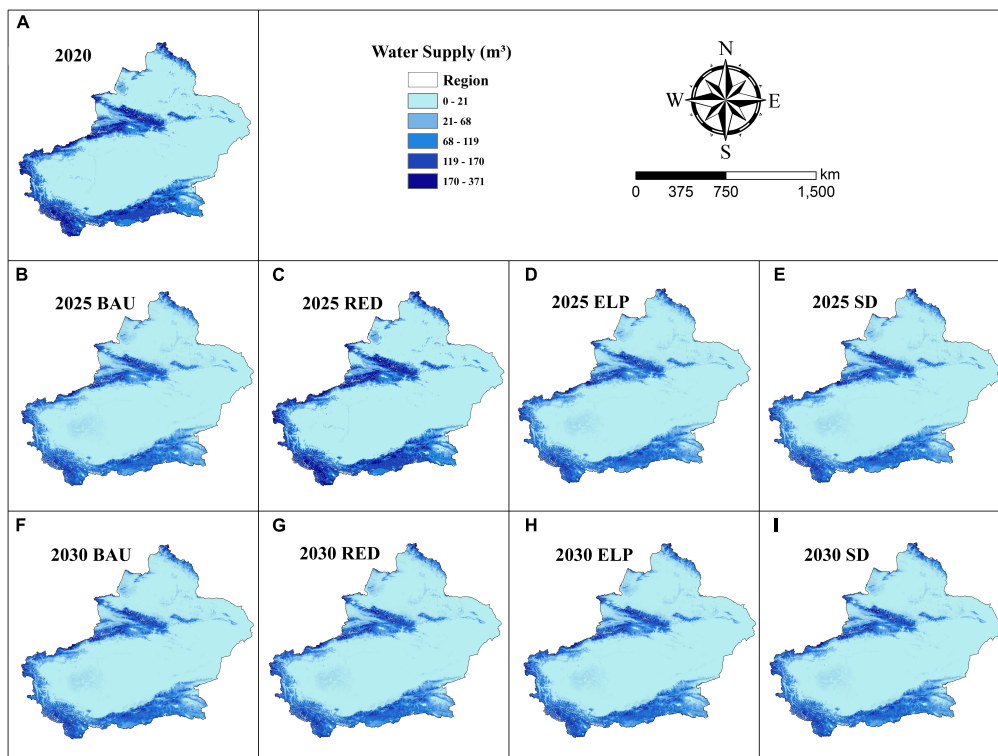 A
2020
Water Supply (m³)
Region
0 - 21
21- 68
68 - 119
119 - 170
170 - 371
N
W E
S
km
0 375 750 1,500
B
2025 BAU
C
2025 RED
D
2025 ELP
E
2025 SD
F
2030 BAU
G
2030 RED
H
2030 ELP
I
2030 SD